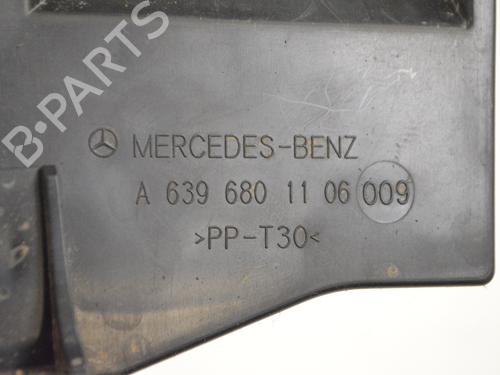 B-PARTS
MERCEDES-BENZ
A 639 680 11 06 009
>PP-T30<